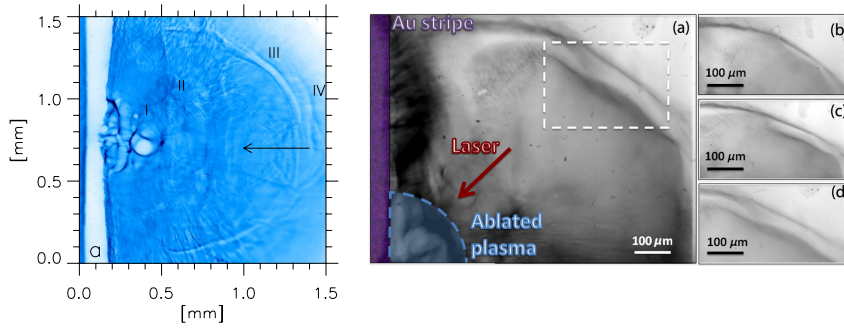 1.5
1.0
0.5
0.0
[mm]
III
IV
II
I
a
0.0
0.5
1.0
1.5
[mm]
Au stripe
(a)
Laser
Ablated
plasma
100 µm
(b)
100 µm
(c)
100 µm
(d)
100 µm